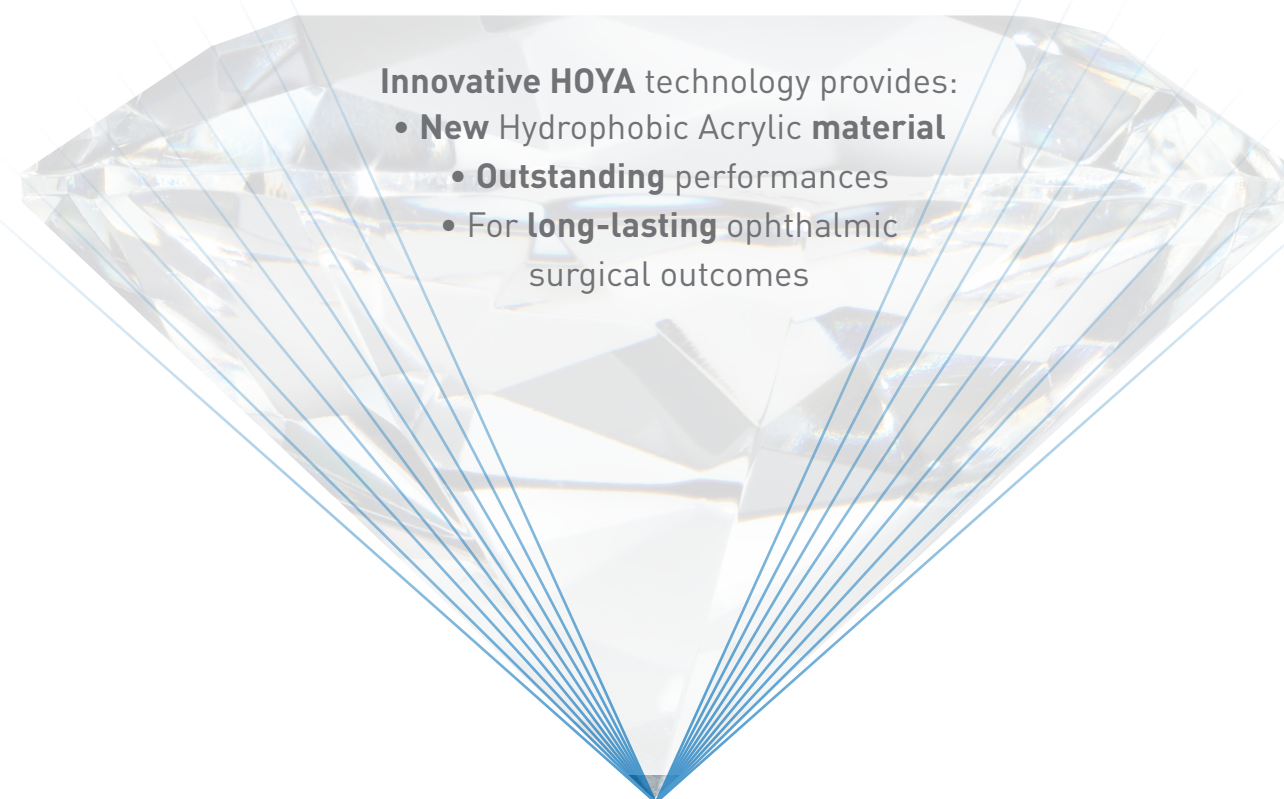 Innovative HOYA technology provides:
• New Hydrophobic Acrylic material
• Outstanding performances
• For long-lasting ophthalmic
surgical outcomes